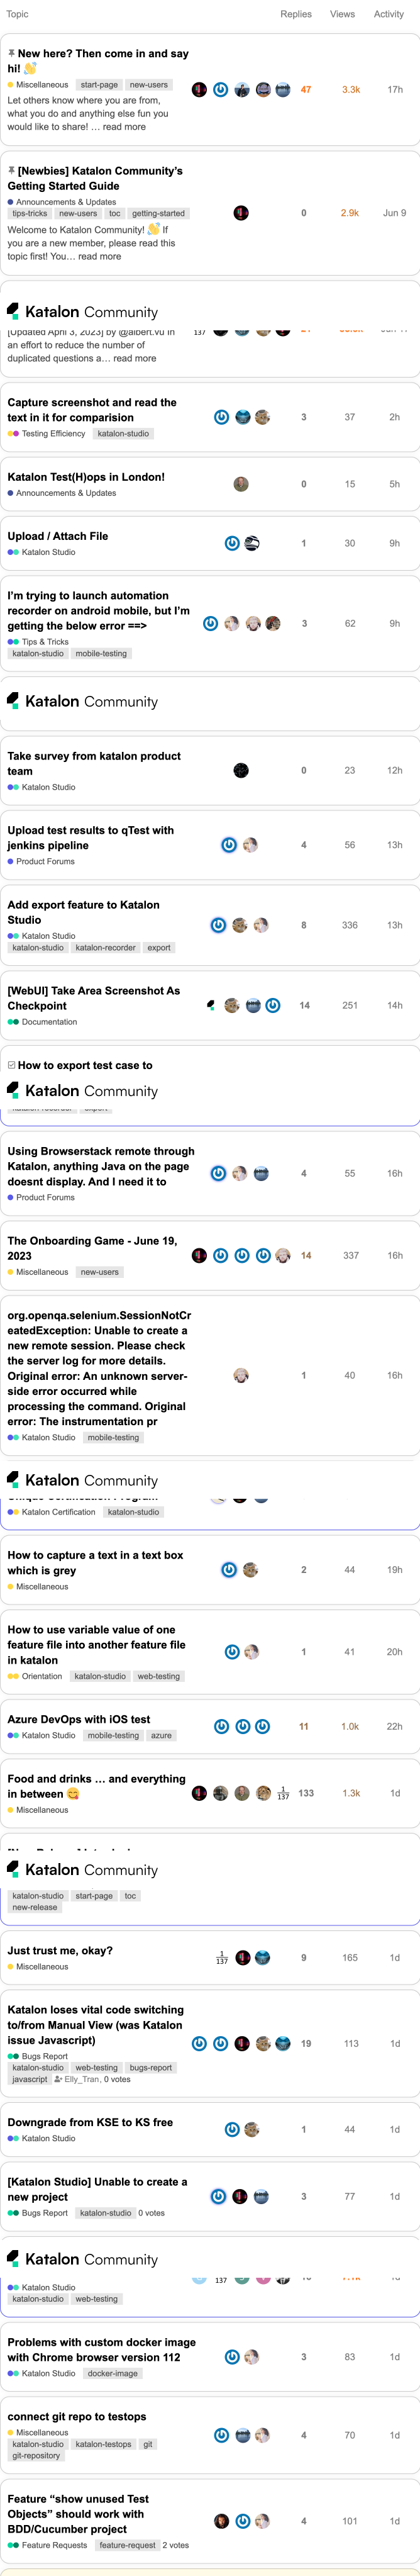 Topic Replies Views Activity
New here? Then come in and say
hi! 👋
Miscellaneous start-page new-users
47 3.3k 17h
Let others know where you are from,
what you do and anything else fun you
would like to share! … read more
[Newbies] Katalon Community’s
Getting Started Guide
Announcements & Updates
tips-tricks new-users toc getting-started
0 2.9k Jun 9
Welcome to Katalon Community! 👋 If
you are a new member, please read this
topic first! You… read more
Katalon Community
[Updated April 3, 2023] by @albert.vu In
137
an effort to reduce the number of
duplicated questions a… read more
Capture screenshot and read the
text in it for comparision
3 37 2h
Testing Efficiency katalon-studio
Katalon Test(H)ops in London!
0 15 5h
Announcements & Updates
Upload / Attach File
1 30 9h
Katalon Studio
I’m trying to launch automation
recorder on android mobile, but I’m
getting the below error ==>
3 62 9h
Tips & Tricks
katalon-studio mobile-testing
Katalon Community
Take survey from katalon product
team
0 23 12h
Katalon Studio
Upload test results to qTest with
jenkins pipeline
4 56 13h
Product Forums
Add export feature to Katalon
Studio
8 336 13h
Katalon Studio
katalon-studio katalon-recorder export
[WebUI] Take Area Screenshot As
Checkpoint
14 251 14h
Documentation
How to export test case to
Katalon Community
Using Browserstack remote through
Katalon, anything Java on the page
doesnt display. And I need it to
4 55 16h
Product Forums
The Onboarding Game - June 19,
2023
14 337 16h
Miscellaneous new-users
org.openqa.selenium.SessionNotCr
eatedException: Unable to create a
new remote session. Please check
the server log for more details.
Original error: An unknown server-
side error occurred while
processing the command. Original
error: The instrumentation pr
1 40 16h
Katalon Studio mobile-testing
Katalon Community
Katalon Certification katalon-studio
How to capture a text in a text box
which is grey
2 44 19h
Miscellaneous
How to use variable value of one
feature file into another feature file
in katalon
1 41 20h
Orientation katalon-studio web-testing
Azure DevOps with iOS test
11 1.0k 22h
Katalon Studio mobile-testing azure
Food and drinks … and everything
in between 😋
1
137
133 1.3k 1d
Miscellaneous
Katalon Community
katalon-studio start-page toc
new-release
Just trust me, okay?
1
137
9 165 1d
Miscellaneous
Katalon loses vital code switching
to/from Manual View (was Katalon
issue Javascript)
19 113 1d
Bugs Report
katalon-studio web-testing bugs-report
javascript Elly_Tran, 0 votes
Downgrade from KSE to KS free
1 44 1d
Katalon Studio
[Katalon Studio] Unable to create a
new project
3 77 1d
Bugs Report katalon-studio 0 votes
Katalon Community
137
Katalon Studio
katalon-studio web-testing
Problems with custom docker image
with Chrome browser version 112
3 83 1d
Katalon Studio docker-image
connect git repo to testops
4 70 1d
Miscellaneous
katalon-studio katalon-testops git
git-repository
Feature “show unused Test
Objects” should work with
BDD/Cucumber project
4 101 1d
Feature Requests feature-request 2 votes